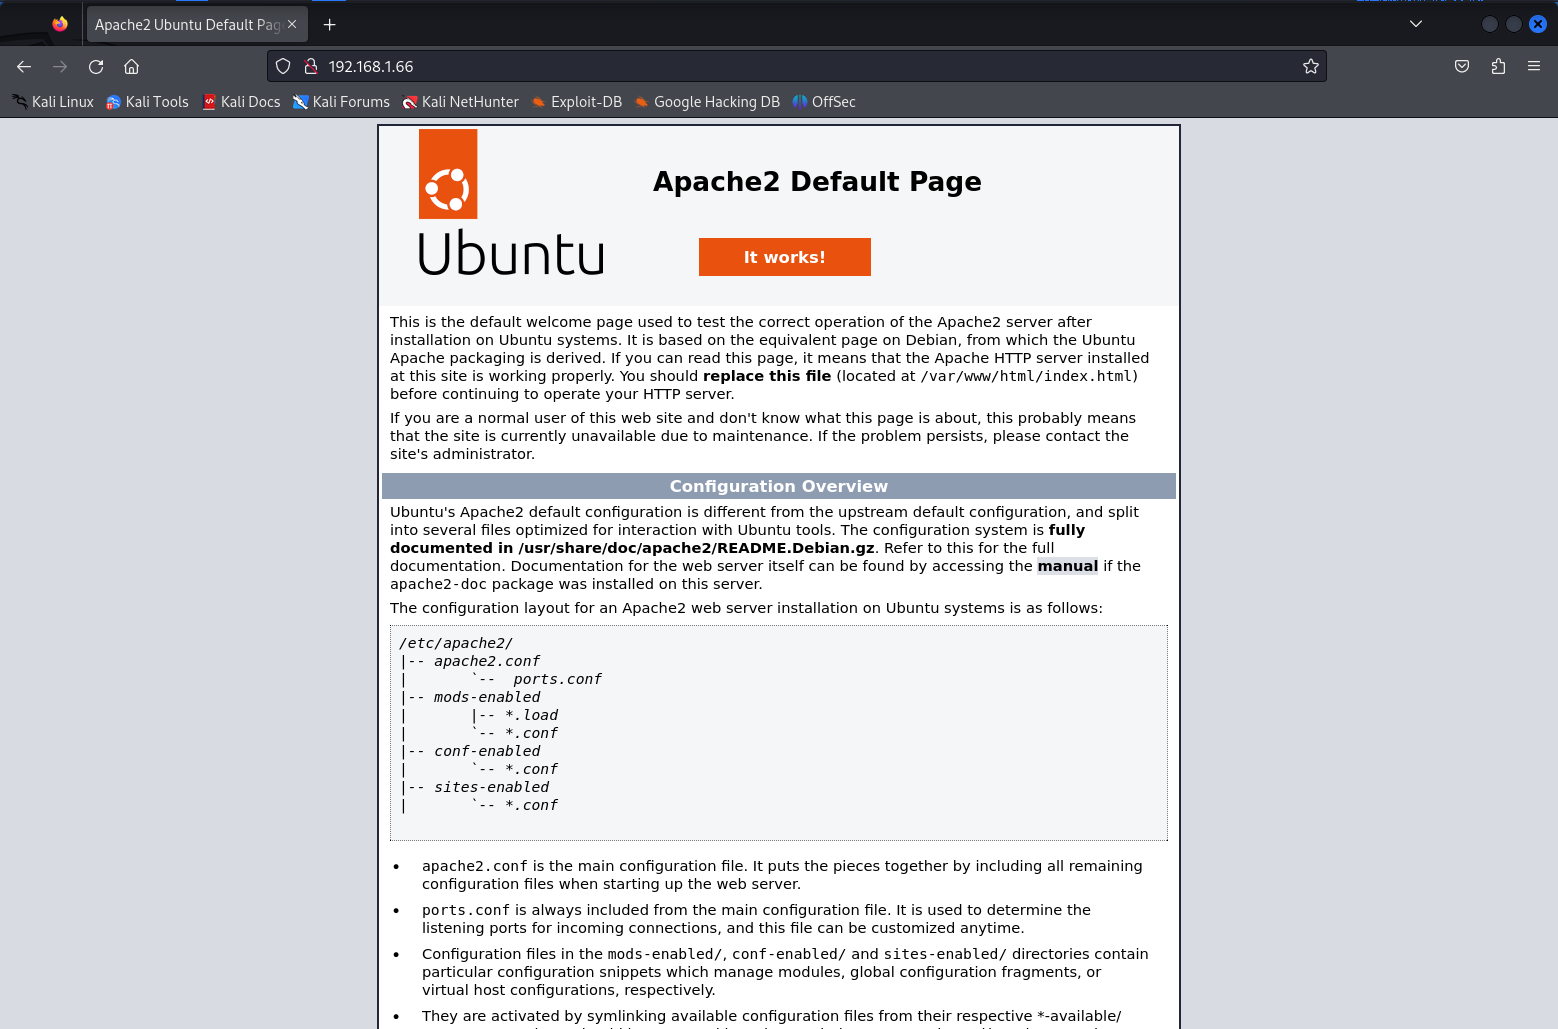 Apache2 Ubuntu Default Pag
192.168.1.66
Kali Linux Kali Tools Kali Docs Kali Forums Kali NetHunter Exploit-DB Google Hacking DB OffSec
Apache2 Default Page
Ubuntu
It works!
This is the default welcome page used to test the correct operation of the Apache2 server after
installation on Ubuntu systems. It is based on the equivalent page on Debian, from which the Ubuntu
Apache packaging is derived. If you can read this page, it means that the Apache HTTP server installed
at this site is working properly. You should replace this file (located at /var/www/html/index.html)
before continuing to operate your HTTP server.
If you are a normal user of this web site and don't know what this page is about, this probably means
that the site is currently unavailable due to maintenance. If the problem persists, please contact the
site's administrator.
Configuration Overview
Ubuntu's Apache2 default configuration is different from the upstream default configuration, and split
into several files optimized for interaction with Ubuntu tools. The configuration system is fully
documented in /usr/share/doc/apache2/README.Debian.gz. Refer to this for the full
documentation. Documentation for the web server itself can be found by accessing the manual if the
apache2-doc package was installed on this server.
The configuration layout for an Apache2 web server installation on Ubuntu systems is as follows:
/etc/apache2/
|-- apache2.conf
|       `--  ports.conf
|-- mods-enabled
|       |-- *.load
|       `-- *.conf
|-- conf-enabled
|       `-- *.conf
|-- sites-enabled
|       `-- *.conf
• apache2.conf is the main configuration file. It puts the pieces together by including all remaining
configuration files when starting up the web server.
• ports.conf is always included from the main configuration file. It is used to determine the
listening ports for incoming connections, and this file can be customized anytime.
• Configuration files in the mods-enabled/, conf-enabled/ and sites-enabled/ directories contain
particular configuration snippets which manage modules, global configuration fragments, or
virtual host configurations, respectively.
• They are activated by symlinking available configuration files from their respective *-available/